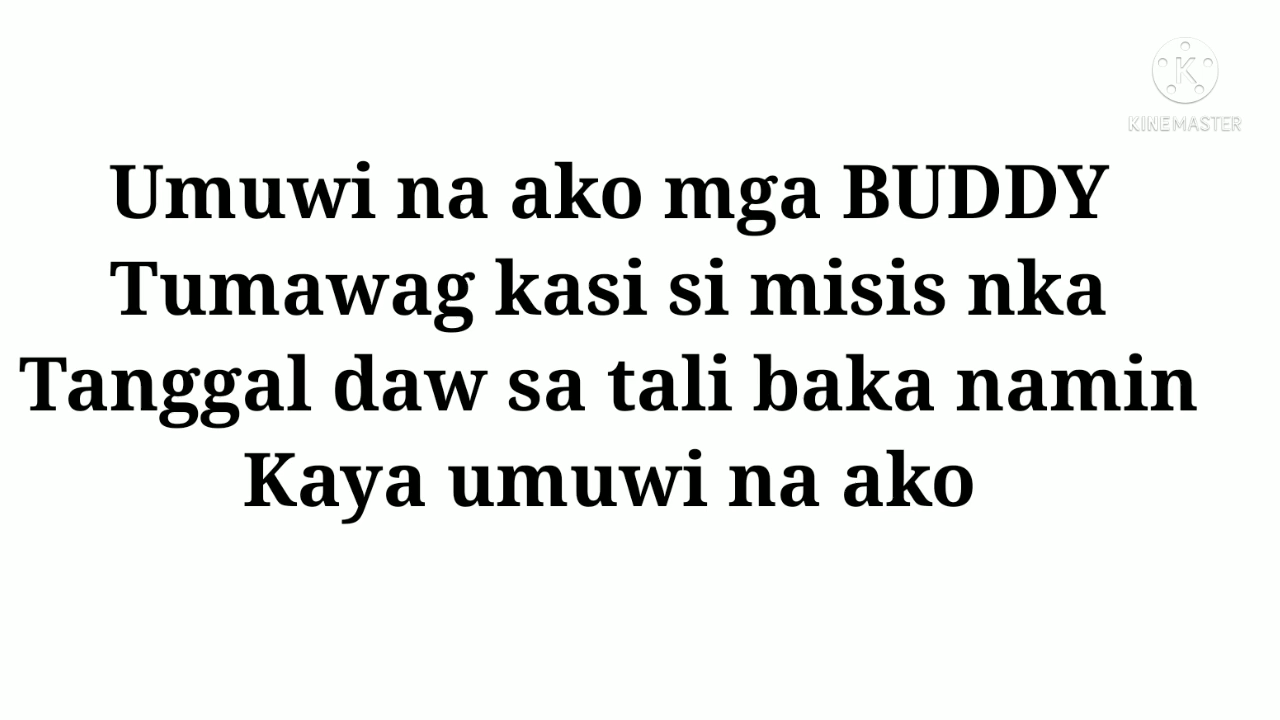 KINEMASTER
Umuwi na ako mga BUDDY
Tumawag kasi si misis nka
Tanggal daw sa tali baka namin
Kaya umuwi na ako